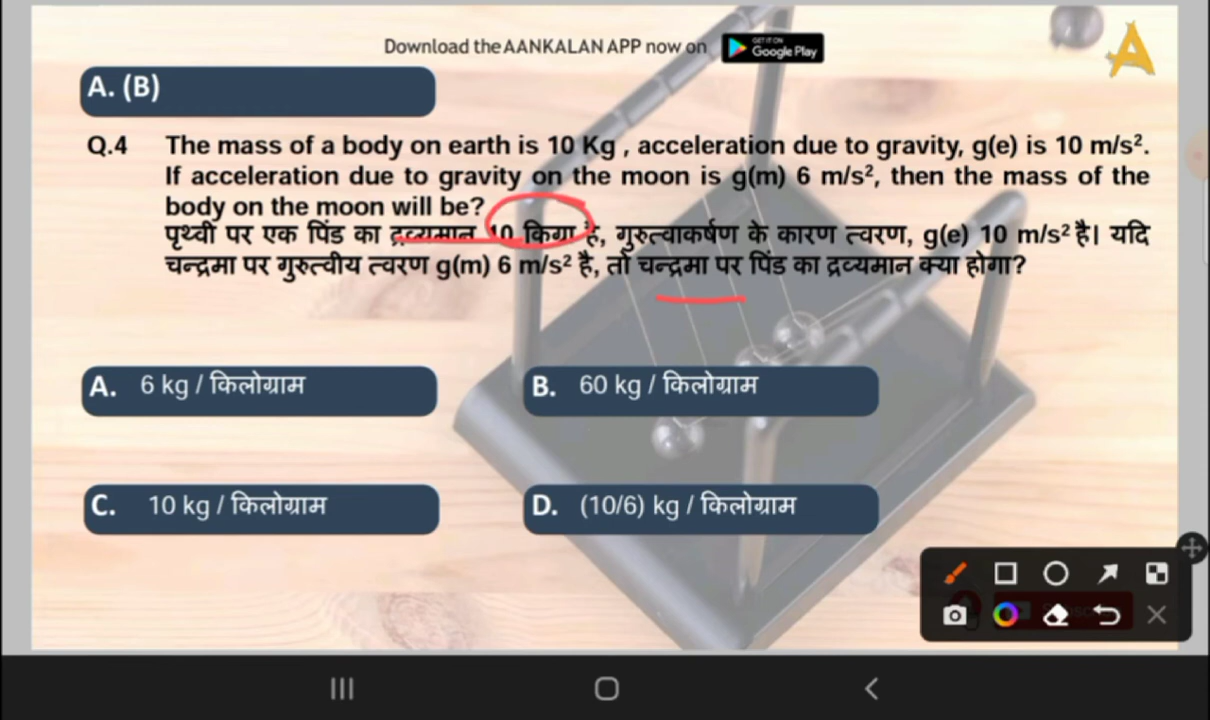 Download the AANKALAN APP now on GET IT ON Google Play
A
A. (B)
Q.4 The mass of a body on earth is 10 Kg , acceleration due to gravity, g(e) is 10 m/s².
If acceleration due to gravity on the moon is g(m) 6 m/s², then the mass of the
body on the moon will be?
पृथ्वी पर एक पिंड का द्रव्यमान 10 किग्रा है, गुरुत्वाकर्षण के कारण त्वरण, g(e) 10 m/s² है। यदि
चन्द्रमा पर गुरुत्वीय त्वरण g(m) 6 m/s² है, तो चन्द्रमा पर पिंड का द्रव्यमान क्या होगा?
A. 6 kg / किलोग्राम
B. 60 kg / किलोग्राम
C. 10 kg / किलोग्राम
D. (10/6) kg / किलोग्राम